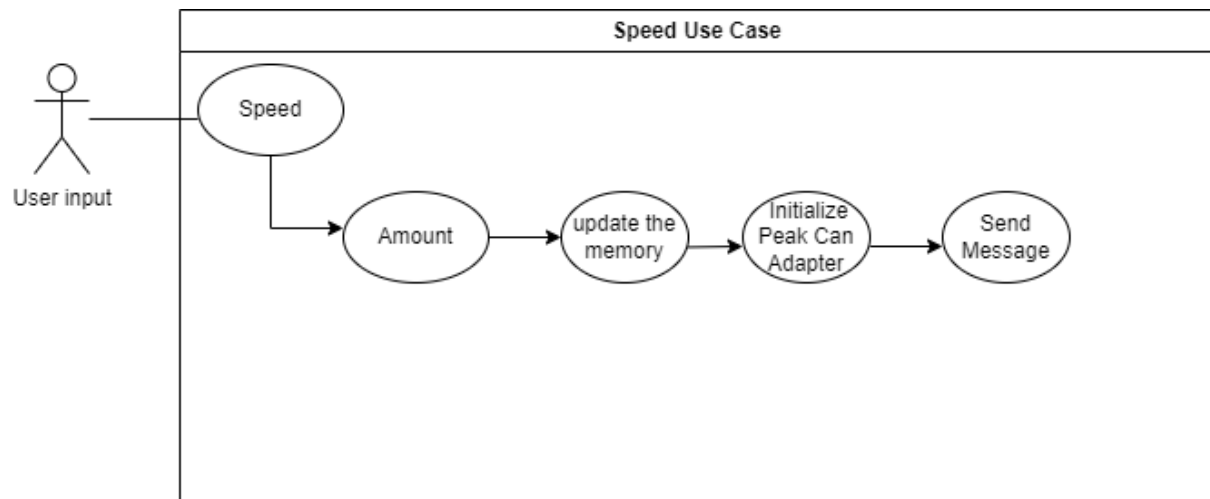 Speed Use Case
Speed
User input
Amount
update the
memory
Initialize
Peak Can
Adapter
Send
Message